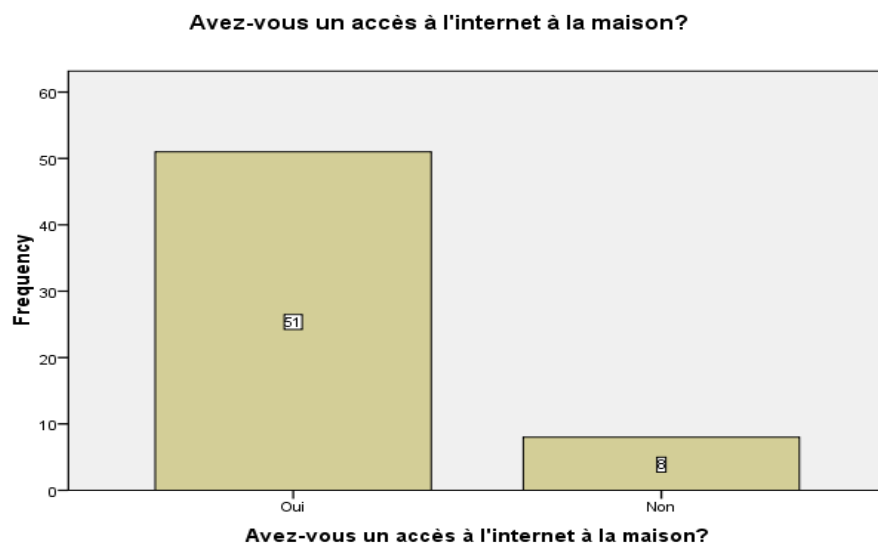 Avez-vous un accès à l'internet à la maison?
60
50
40
30
20
10
0
Frequency
51
8
Oui
Non
Avez-vous un accès à l'internet à la maison?